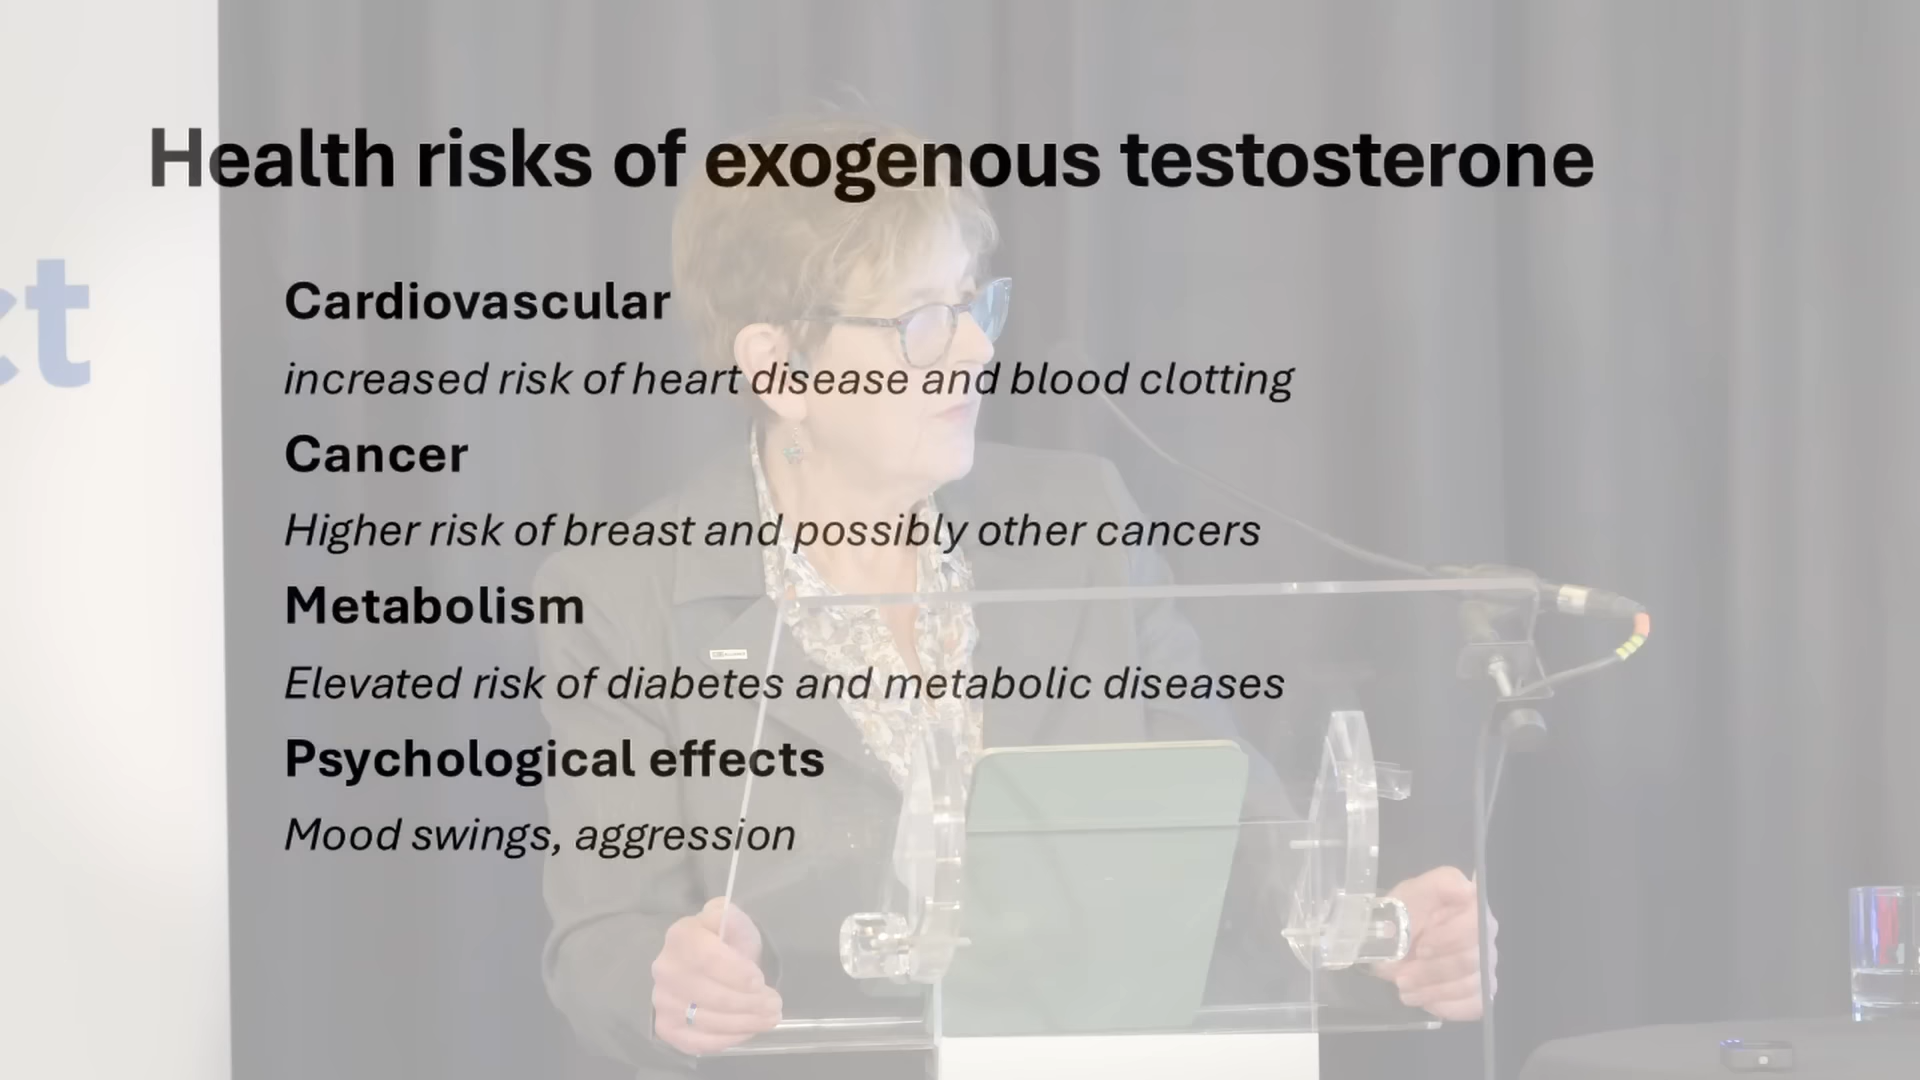 Health risks of exogenous testosterone
ct
Cardiovascular
increased risk of heart disease and blood clotting
Cancer
Higher risk of breast and possibly other cancers
Metabolism
Elevated risk of diabetes and metabolic diseases
Psychological effects
Mood swings, aggression